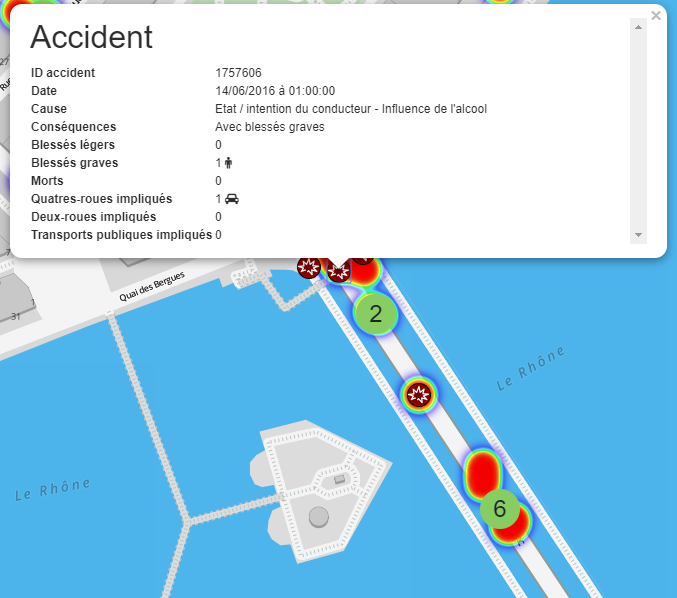 ×
Accident
ID accident 1757606
Date 14/06/2016 à 01:00:00
Cause Etat / intention du conducteur - Influence de l'alcool
Conséquences Avec blessés graves
Blessés légers 0
Blessés graves 1
Morts 0
Quatres-roues impliqués 1
Deux-roues impliqués 0
Transports publiques impliqués 0
Quai des Bergues
31
1
2
Le Rhône
Le Rhône
6